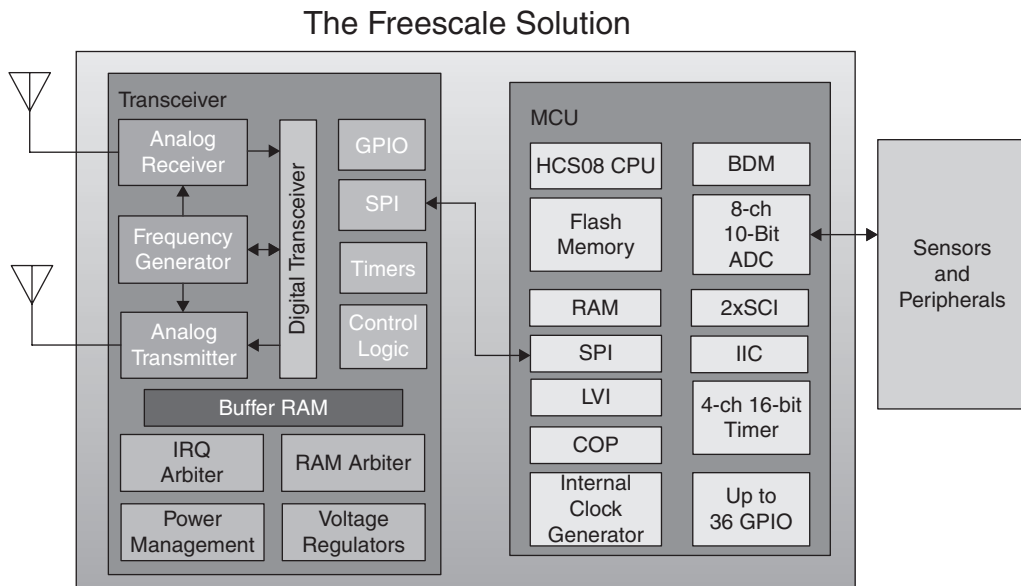 The Freescale Solution
Transceiver
Analog
Receiver
Frequency
Generator
Analog
Transmitter
Digital Transceiver
GPIO
SPI
Timers
Control
Logic
Buffer RAM
IRQ
Arbiter
RAM Arbiter
Power
Management
Voltage
Regulators
MCU
HCS08 CPU
Flash
Memory
RAM
SPI
LVI
COP
Internal
Clock
Generator
BDM
8-ch
10-Bit
ADC
2xSCI
IIC
4-ch 16-bit
Timer
Up to
36 GPIO
Sensors
and
Peripherals